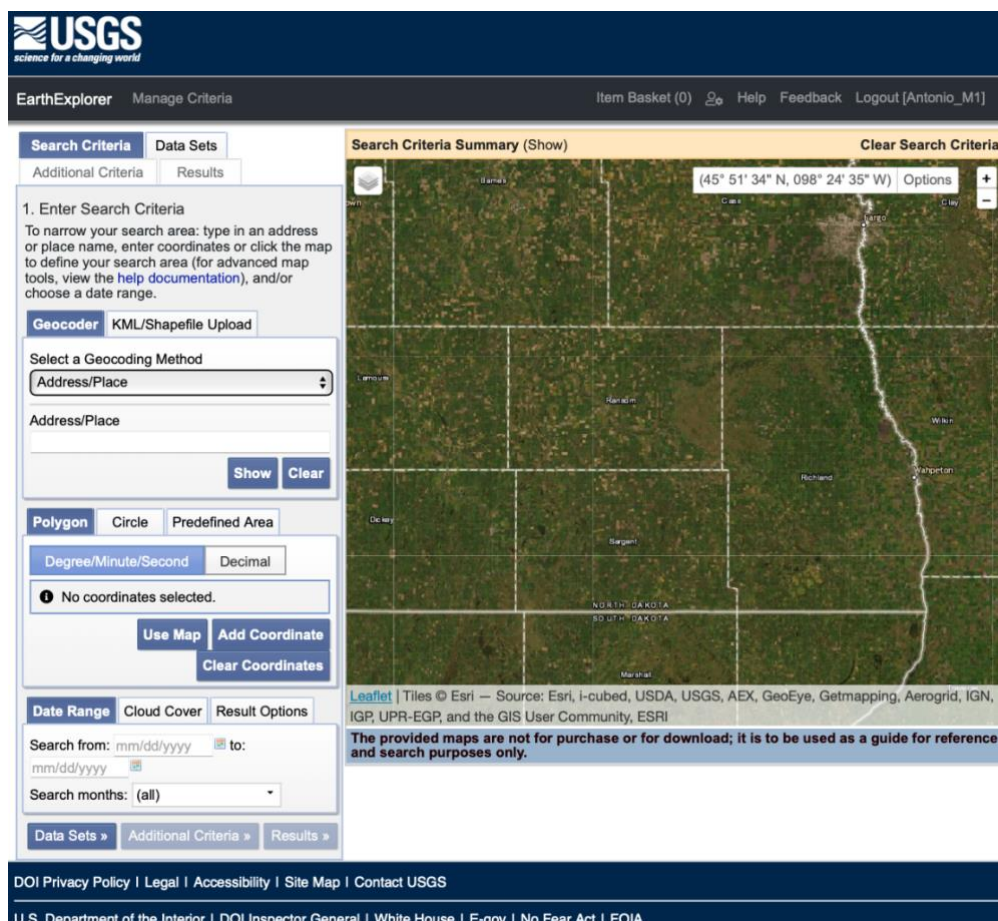 USGS
science for a changing world
EarthExplorer Manage Criteria Item Basket (0) Help Feedback Logout [Antonio_M1]
Search Criteria Data Sets
Additional Criteria Results
1. Enter Search Criteria
To narrow your search area: type in an address
or place name, enter coordinates or click the map
to define your search area (for advanced map
tools, view the help documentation), and/or
choose a date range.
Geocoder KML/Shapefile Upload
Select a Geocoding Method
Address/Place
Address/Place
Show Clear
Polygon Circle Predefined Area
Degree/Minute/Second Decimal
No coordinates selected.
Use Map Add Coordinate
Clear Coordinates
Date Range Cloud Cover Result Options
Search from: mm/dd/yyyy to:
mm/dd/yyyy
Search months: (all)
Data Sets » Additional Criteria » Results »
Search Criteria Summary (Show) Clear Search Criteria
(45° 51' 34" N, 098° 24' 35" W) Options +
-
Barnes
Cass
Clay
Fargo
Lamoure
Ransom
Wilkin
Richland
Wahpeton
Dickey
Sargent
NORTH DAKOTA
SOUTH DAKOTA
Marshall
Leaflet | Tiles © Esri — Source: Esri, i-cubed, USDA, USGS, AEX, GeoEye, Getmapping, Aerogrid, IGN,
IGP, UPR-EGP, and the GIS User Community, ESRI
The provided maps are not for purchase or for download; it is to be used as a guide for reference
and search purposes only.
DOI Privacy Policy | Legal | Accessibility | Site Map | Contact USGS
U.S. Department of the Interior | DOI Inspector General | White House | E-gov | No Fear Act | FOIA